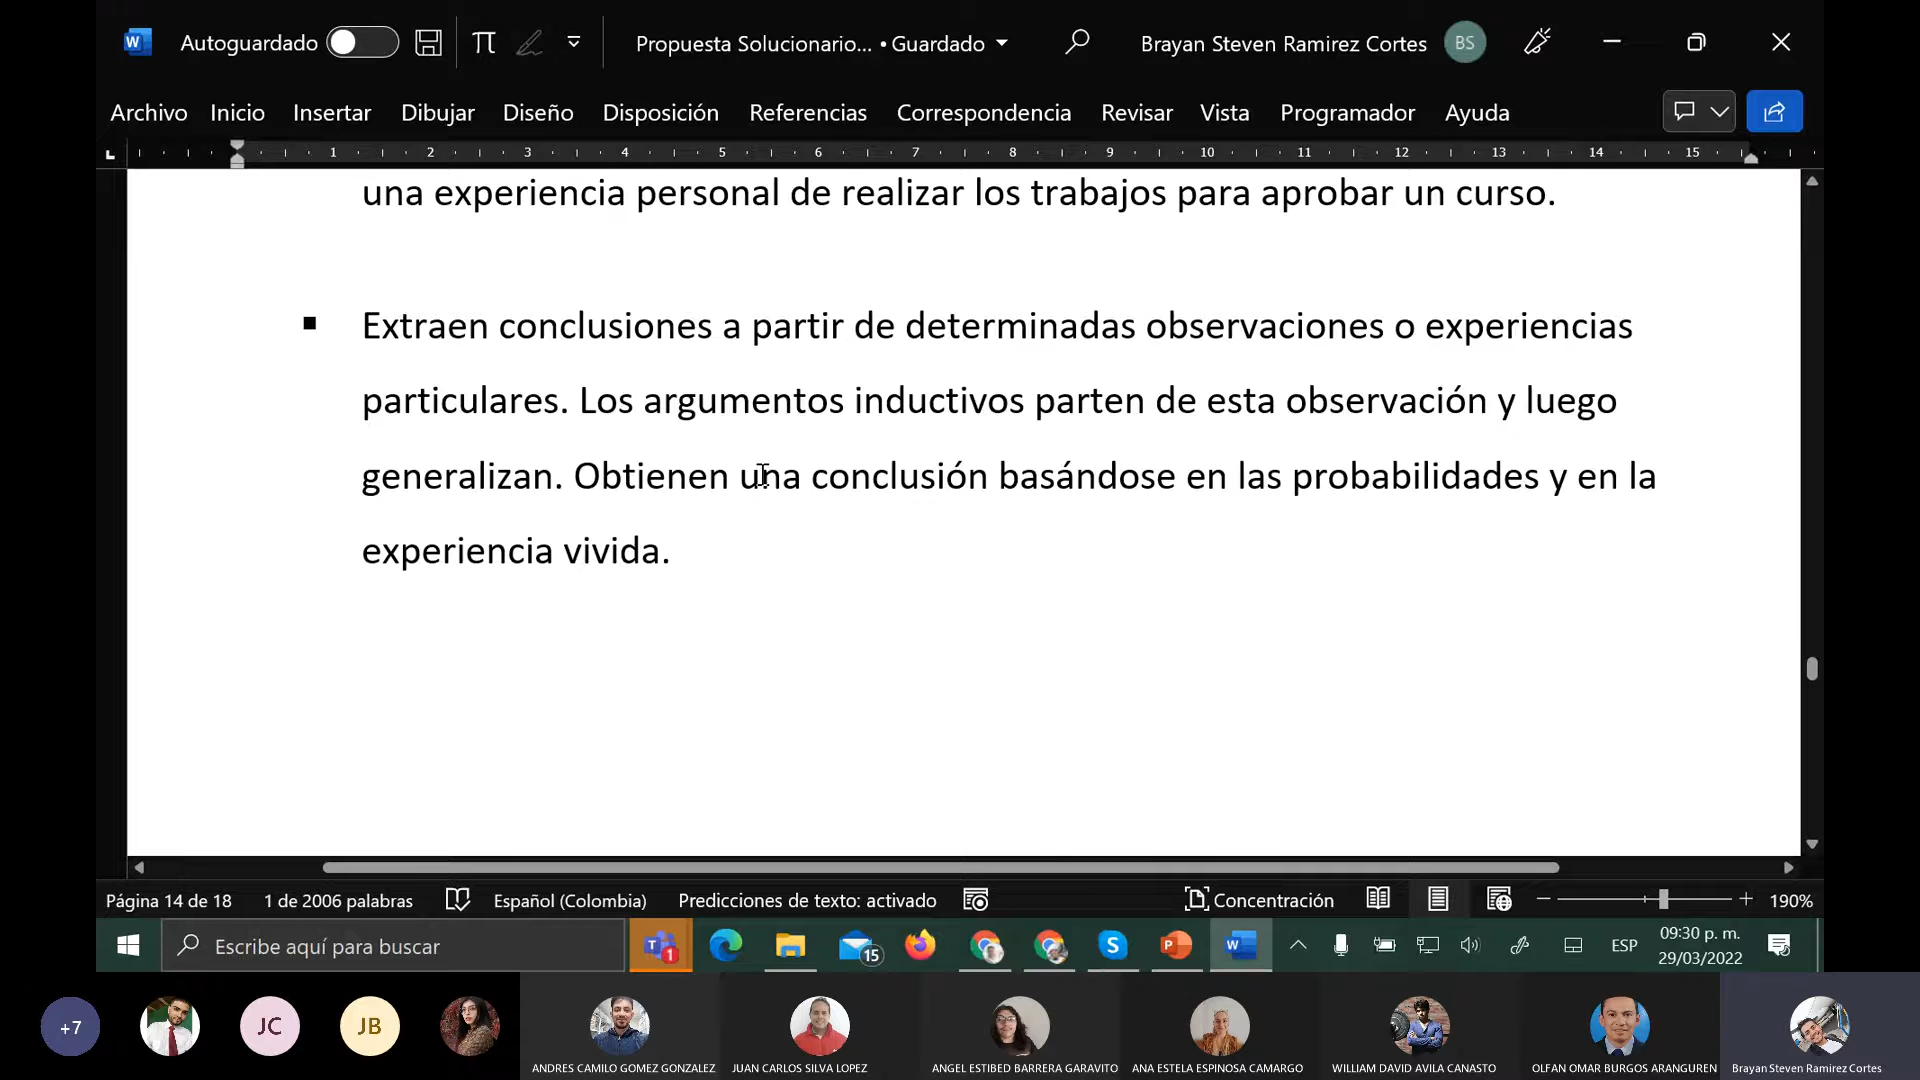 Autoguardado
Propuesta Solucionario... • Guardado
Brayan Steven Ramirez Cortes
BS
Archivo Inicio Insertar Dibujar Diseño Disposición Referencias Correspondencia Revisar Vista Programador Ayuda
1 2 3 4 5 6 7 8 9 10 11 12 13 14 15
una experiencia personal de realizar los trabajos para aprobar un curso.
▪ Extraen conclusiones a partir de determinadas observaciones o experiencias
particulares. Los argumentos inductivos parten de esta observación y luego
generalizan. Obtienen una conclusión basándose en las probabilidades y en la
experiencia vivida.
Página 14 de 18 1 de 2006 palabras Español (Colombia) Predicciones de texto: activado Concentración 190%
Escribe aquí para buscar
1
15
ESP
09:30 p. m.
29/03/2022
+7
JC
JB
ANDRES CAMILO GOMEZ GONZALEZ
JUAN CARLOS SILVA LOPEZ
ANGEL ESTIBED BARRERA GARAVITO
ANA ESTELA ESPINOSA CAMARGO
WILLIAM DAVID AVILA CANASTO
OLFAN OMAR BURGOS ARANGUREN
Brayan Steven Ramirez Cortes